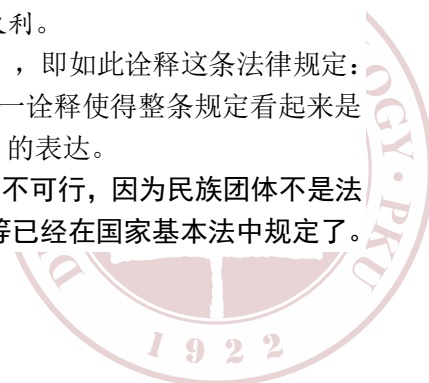 利。
，即如此诠释这条法律规定：
一诠释使得整条规定看起来是
的表达。
不可行，因为民族团体不是法
等已经在国家基本法中规定了。
OGY · PKU
1922